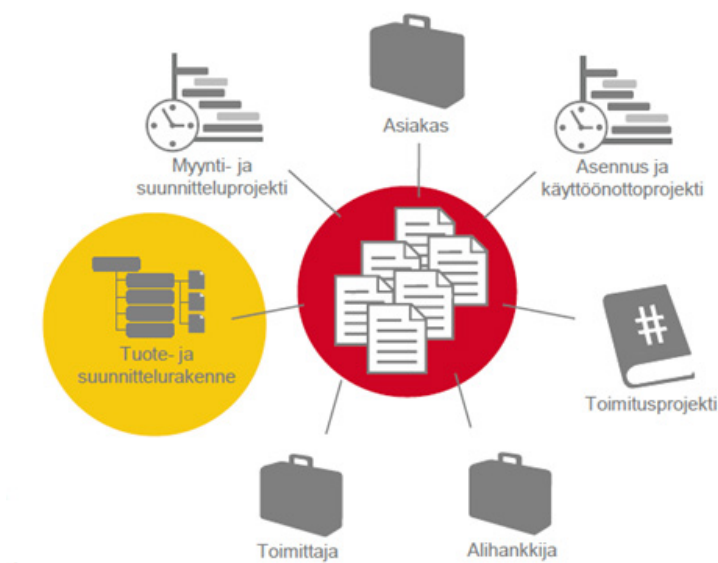 Asiakas
Myynti- ja
suunnitteluprojekti
Asennus ja
käyttöönottoprojekti
Tuote- ja
suunnittelurakenne
#
Toimitusprojekti
Toimittaja
Alihankkija